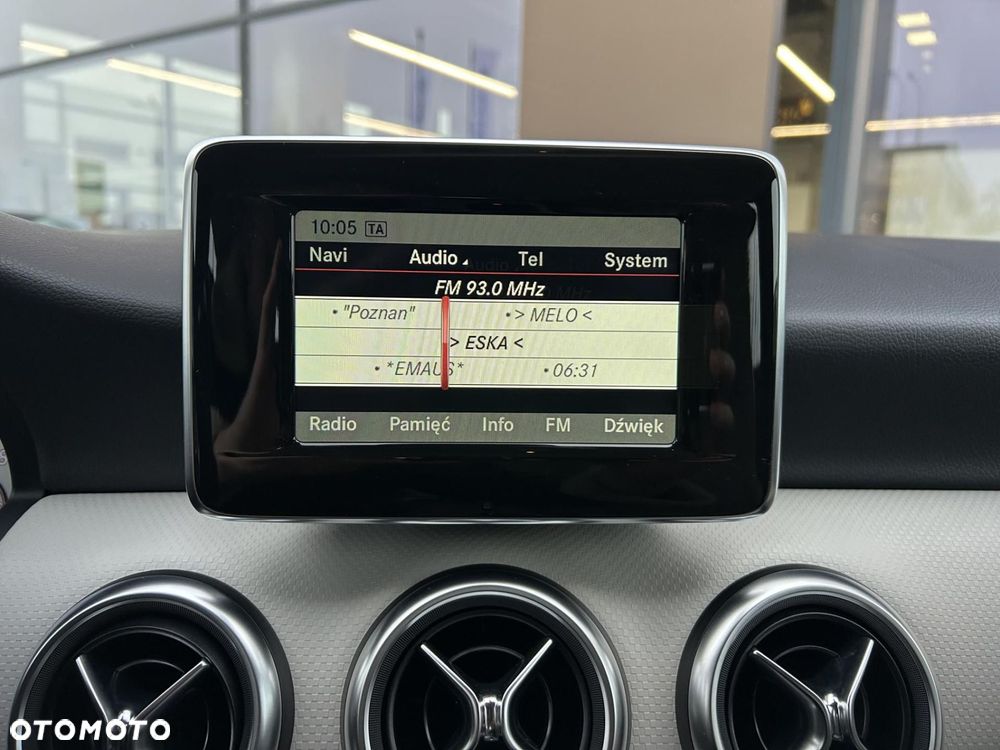 10:05 TA
Navi Audio Tel System
FM 93.0 MHz
• "Poznan" • > MELO <
> ESKA <
• *EMAUS* • 06:31
Radio Pamięć Info FM Dźwięk
OTOMOTO